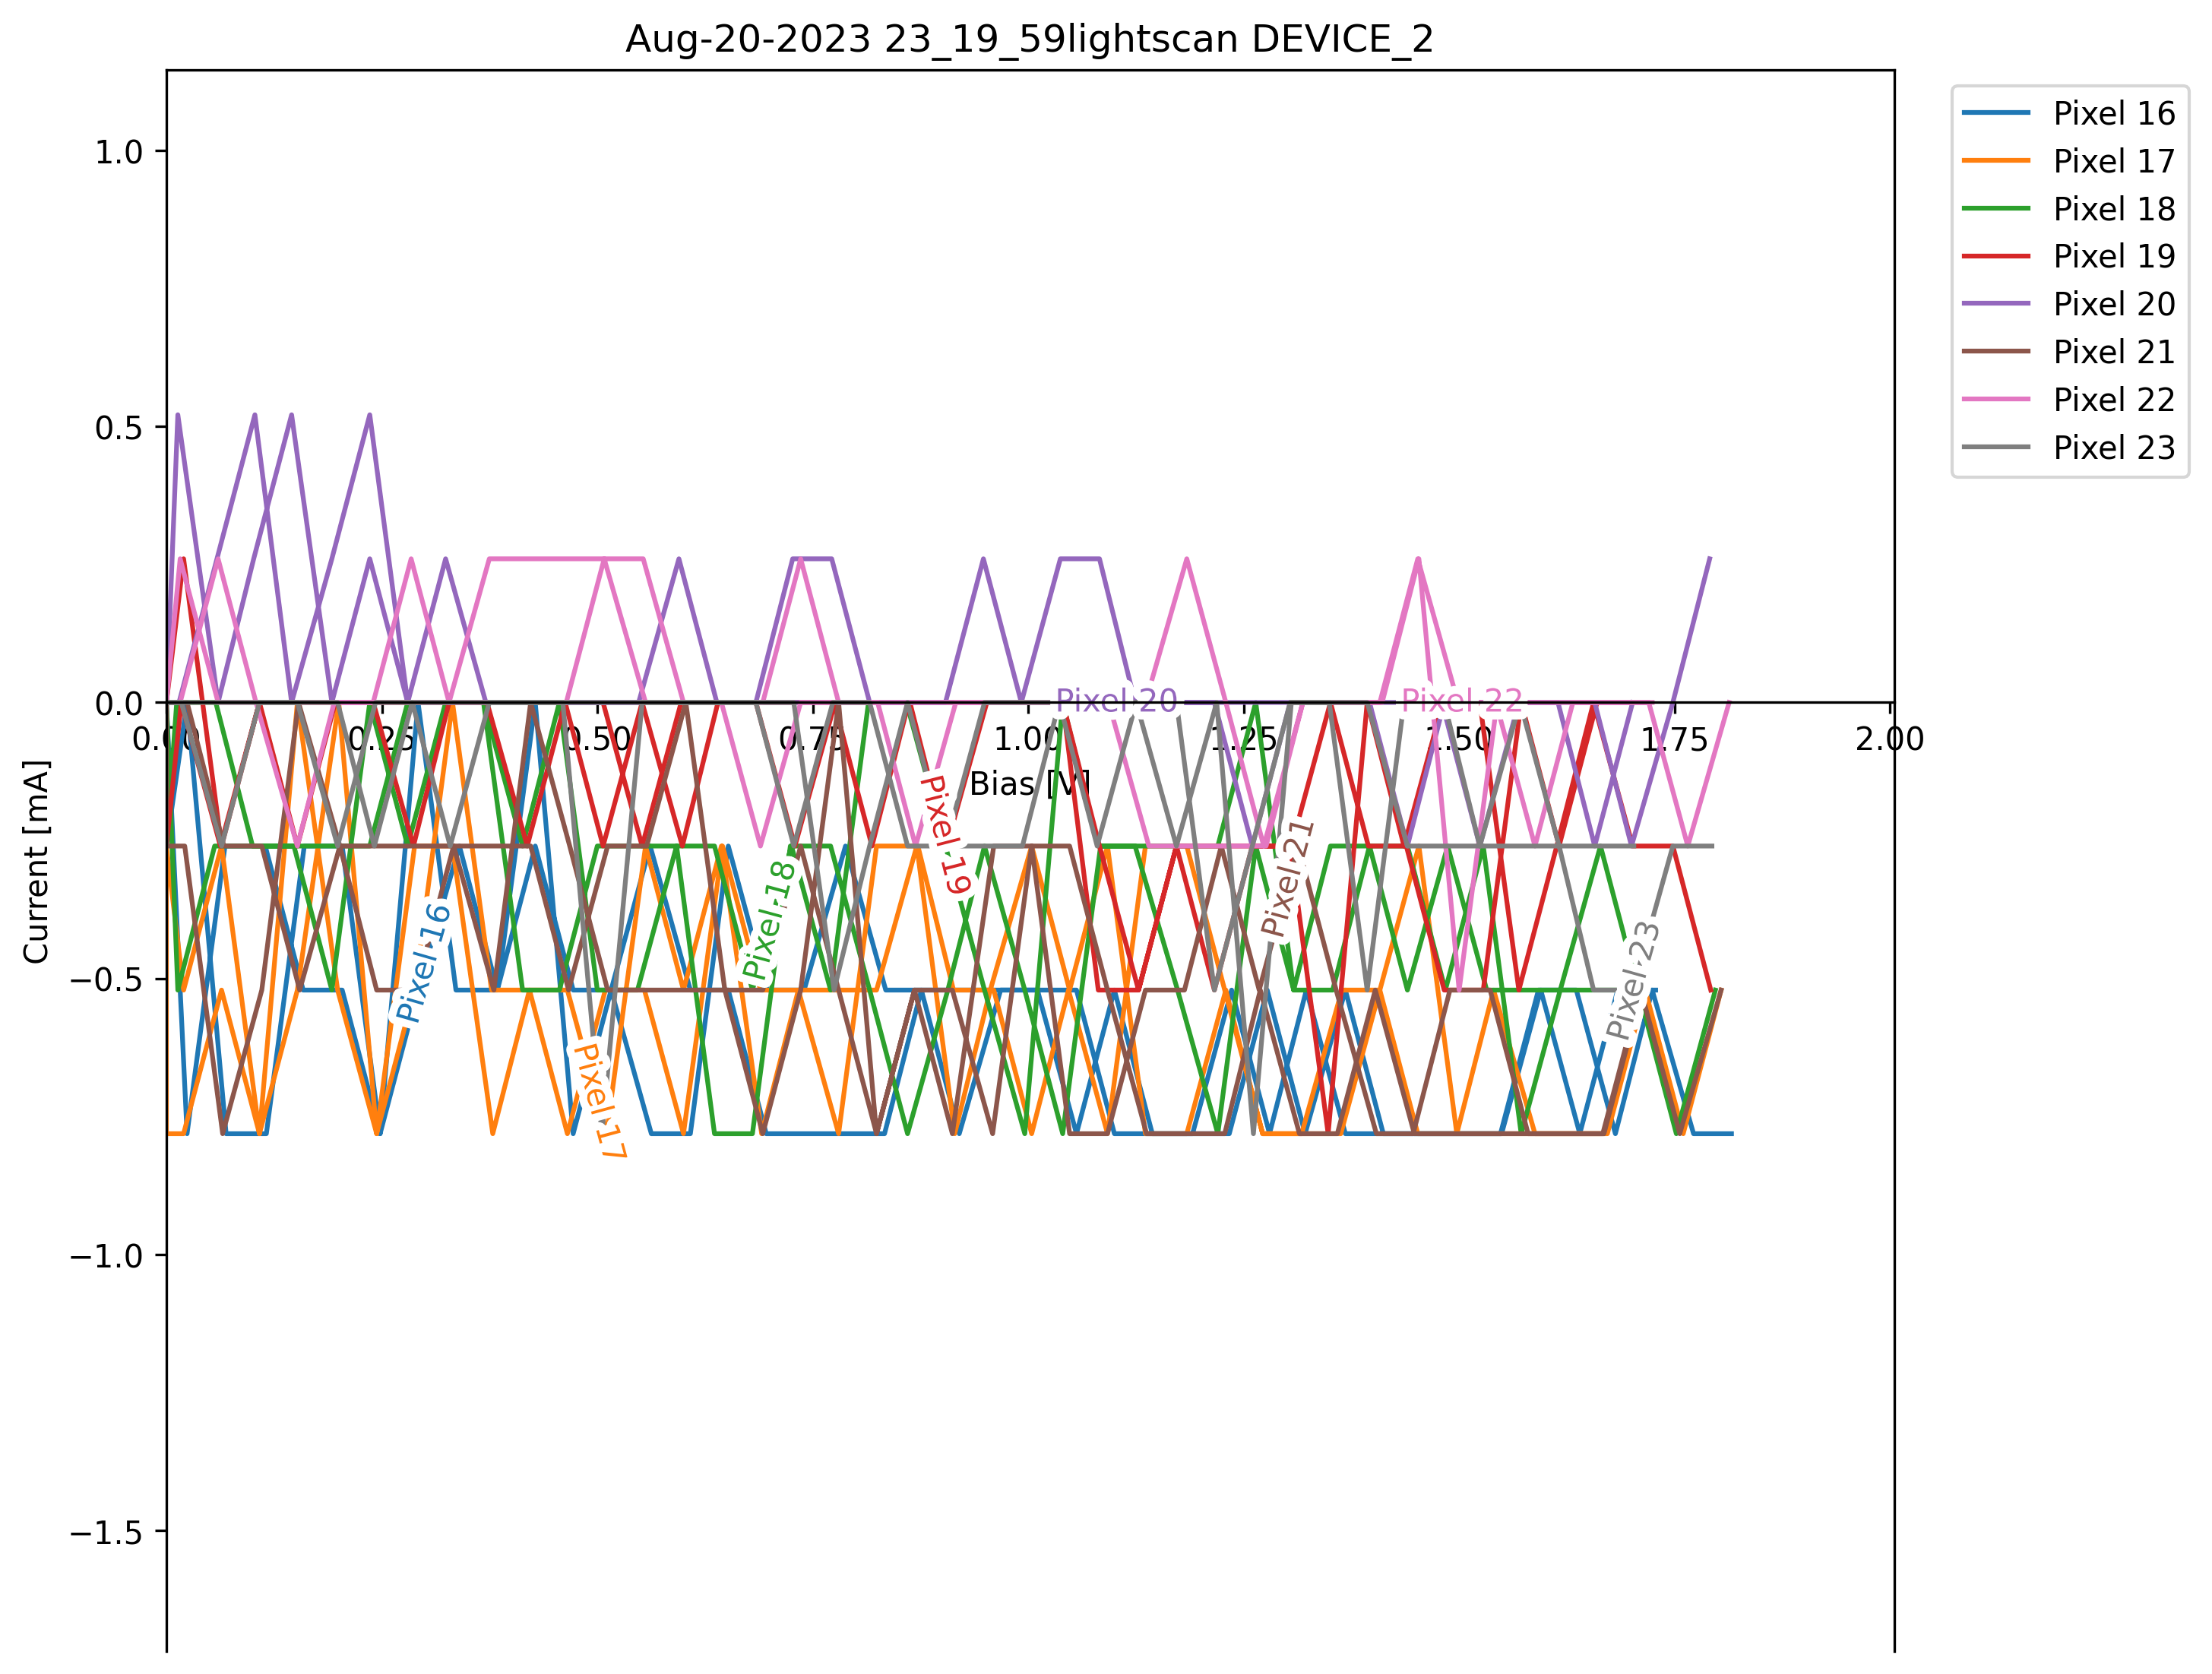 Aug-20-2023 23_19_59lightscan DEVICE_2
Pixel 16
Pixel 17
Pixel 18
Pixel 19
Pixel 20
Pixel 21
Pixel 22
Pixel 23
1.0
0.5
0.0
−0.5
−1.0
−1.5
Current [mA]
0.00 0.25 0.50 0.75 1.00 1.25 1.50 1.75 2.00
Bias [V]
Pixel 16
Pixel 17
Pixel 18
Pixel 19
Pixel 20
Pixel 21
Pixel 22
Pixel 23